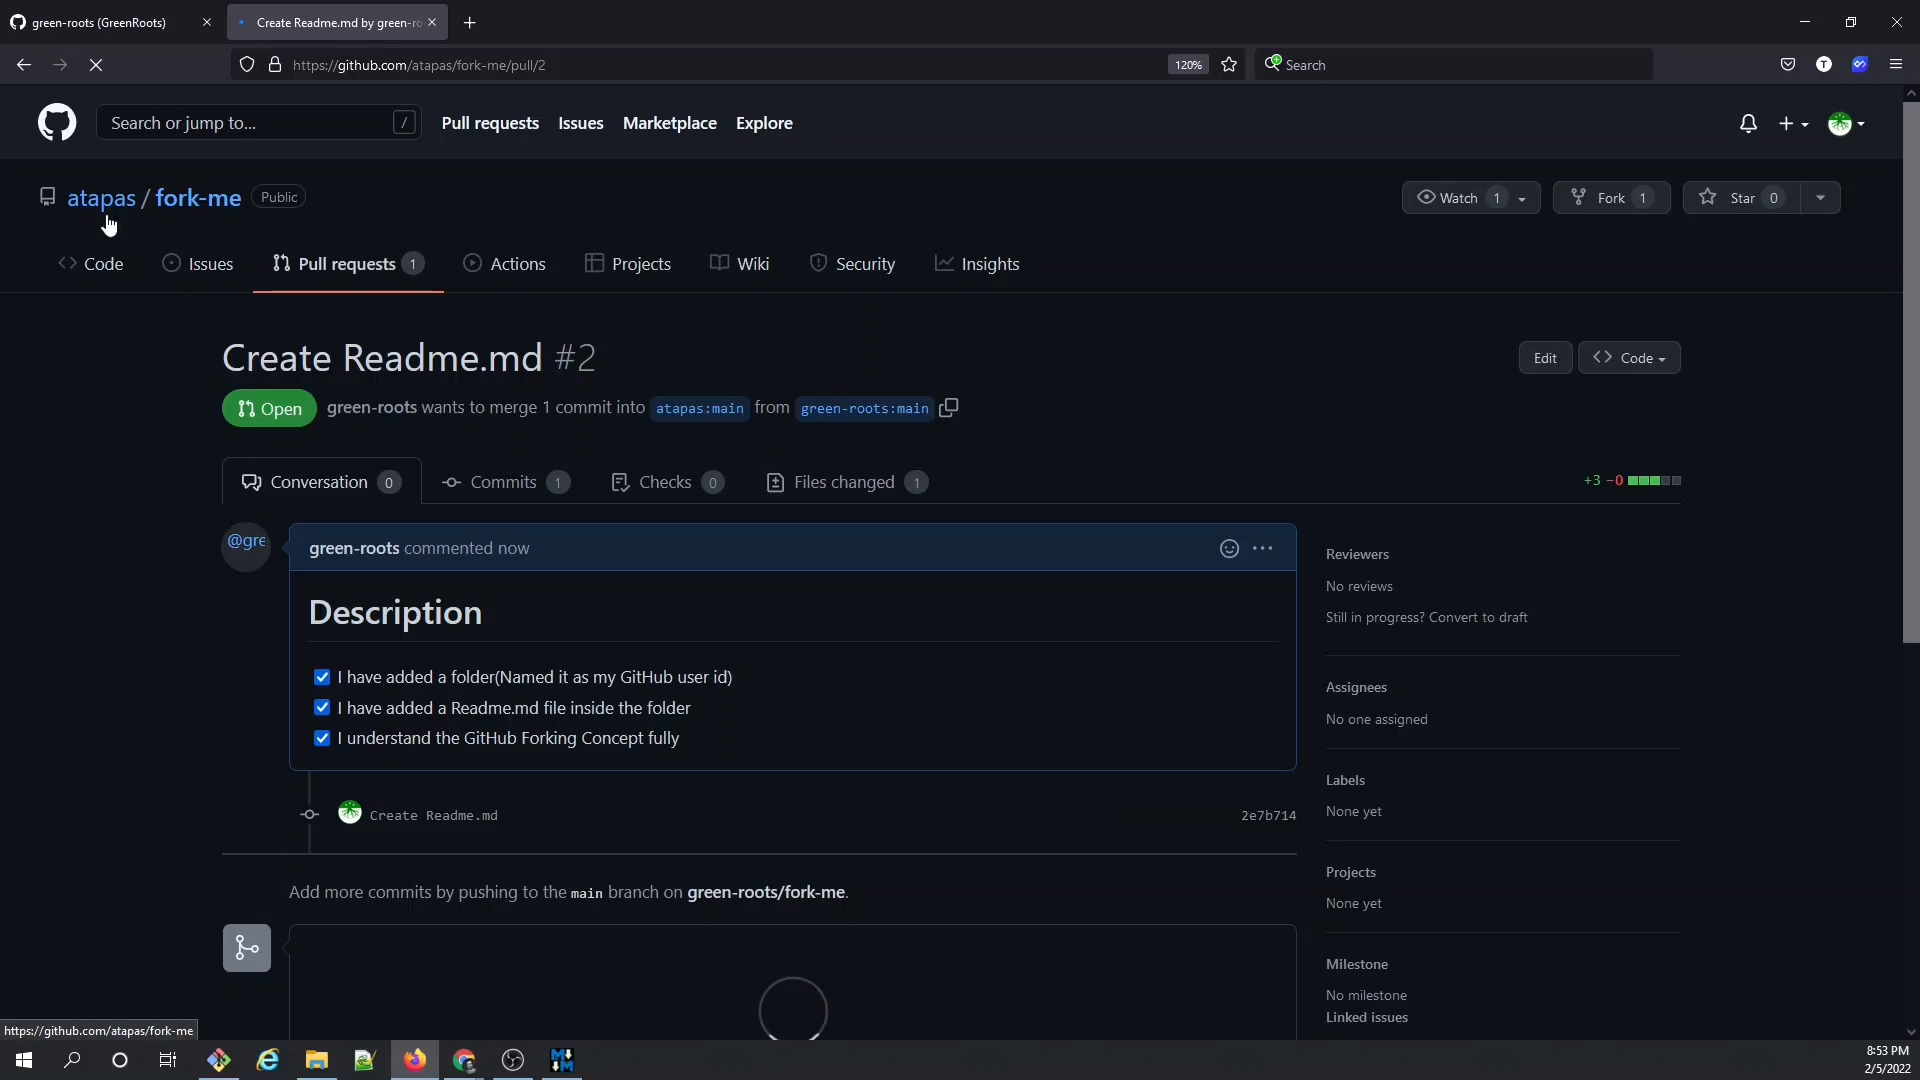 green-roots (GreenRoots)
Create Readme.md by green-ro
https://github.com/atapas/fork-me/pull/2
120%
Search
T
Search or jump to...
/
Pull requests
Issues
Marketplace
Explore
atapas / fork-me
Public
Watch 1
Fork 1
Star 0
Code
Issues
Pull requests 1
Actions
Projects
Wiki
Security
Insights
Create Readme.md #2
Edit
Code
Open
green-roots wants to merge 1 commit into atapas:main from green-roots:main
Conversation 0
Commits 1
Checks 0
Files changed 1
+3 −0
@gre
green-roots commented now
Description
I have added a folder(Named it as my GitHub user id)
I have added a Readme.md file inside the folder
I understand the GitHub Forking Concept fully
Create Readme.md
2e7b714
Add more commits by pushing to the main branch on green-roots/fork-me.
Reviewers
No reviews
Still in progress? Convert to draft
Assignees
No one assigned
Labels
None yet
Projects
None yet
Milestone
No milestone
Linked issues
https://github.com/atapas/fork-me
8:53 PM
2/5/2022